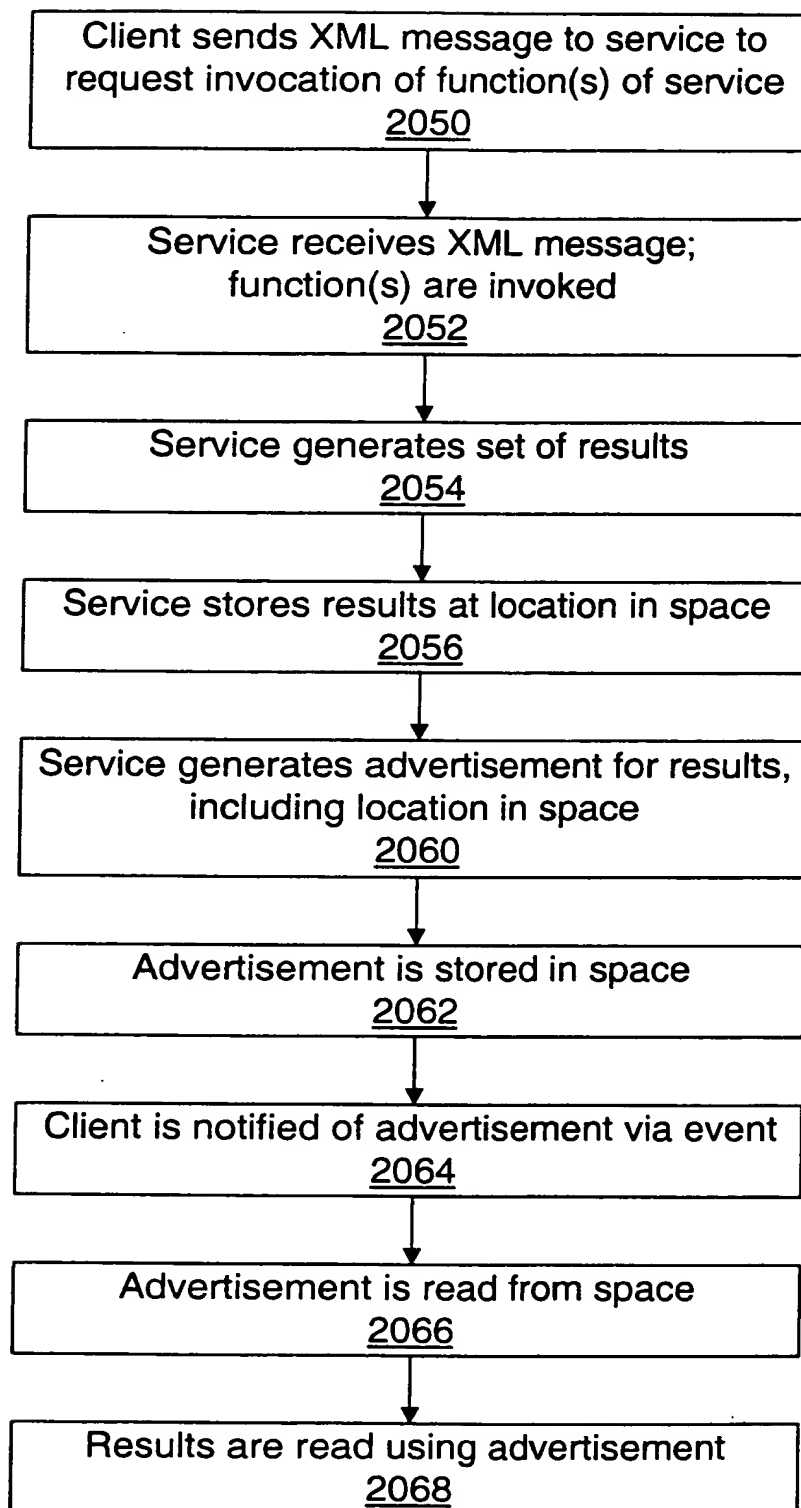 Client sends XML message to service to
request invocation of function(s) of service
2050
Service receives XML message;
function(s) are invoked
2052
Service generates set of results
2054
Service stores results at location in space
2056
Service generates advertisement for results,
including location in space
2060
Advertisement is stored in space
2062
Client is notified of advertisement via event
2064
Advertisement is read from space
2066
Results are read using advertisement
2068